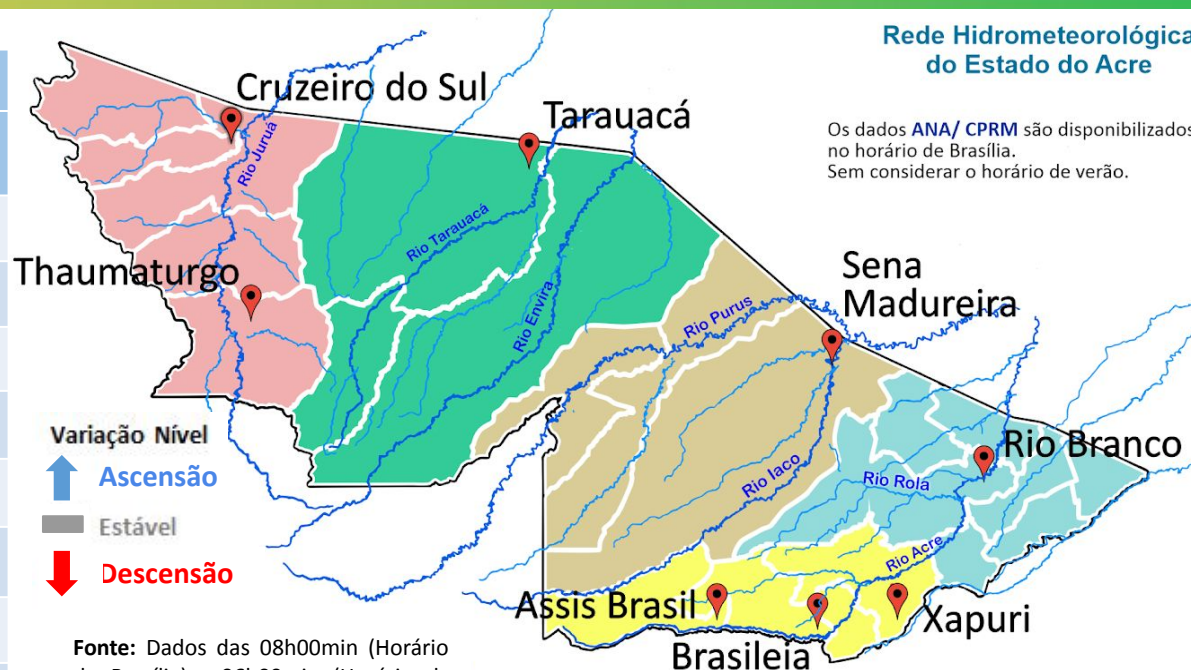 Rede Hidrometeorológica
do Estado do Acre
Os dados ANA/ CPRM são disponibilizados
no horário de Brasília.
Sem considerar o horário de verão.
Cruzeiro do Sul
Tarauacá
Rio Juruá
Rio Tarauacá
Thaumaturgo
Rio Envira
Sena
Madureira
Rio Purus
Variação Nível
Ascensão
Estável
Descensão
Rio Branco
Rio Iaco
Rio Rola
Rio Acre
Assis Brasil
Xapuri
Brasileia
Fonte: Dados das 08h00min (Horário